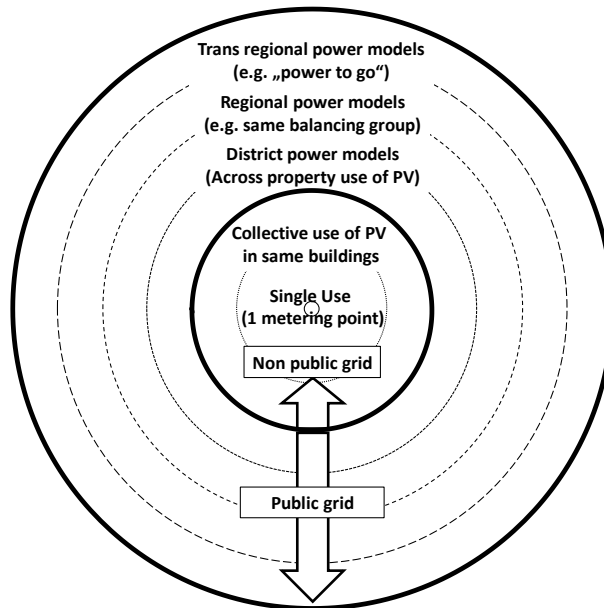 Trans regional power models
(e.g. „power to go“)
Regional power models
(e.g. same balancing group)
District power models
(Across property use of PV)
Collective use of PV
in same buildings
Single Use
(1 metering point)
Non public grid
Public grid